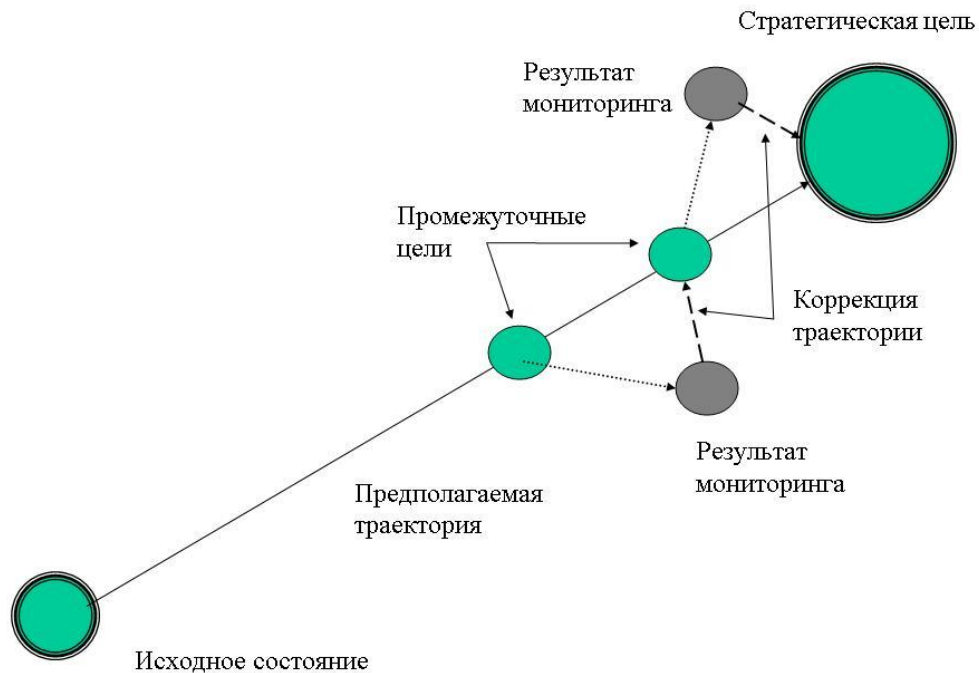 Стратегическая цель
Результат
мониторинга
Промежуточные
цели
Коррекция
траектории
Результат
мониторинга
Предполагаемая
траектория
Исходное состояние